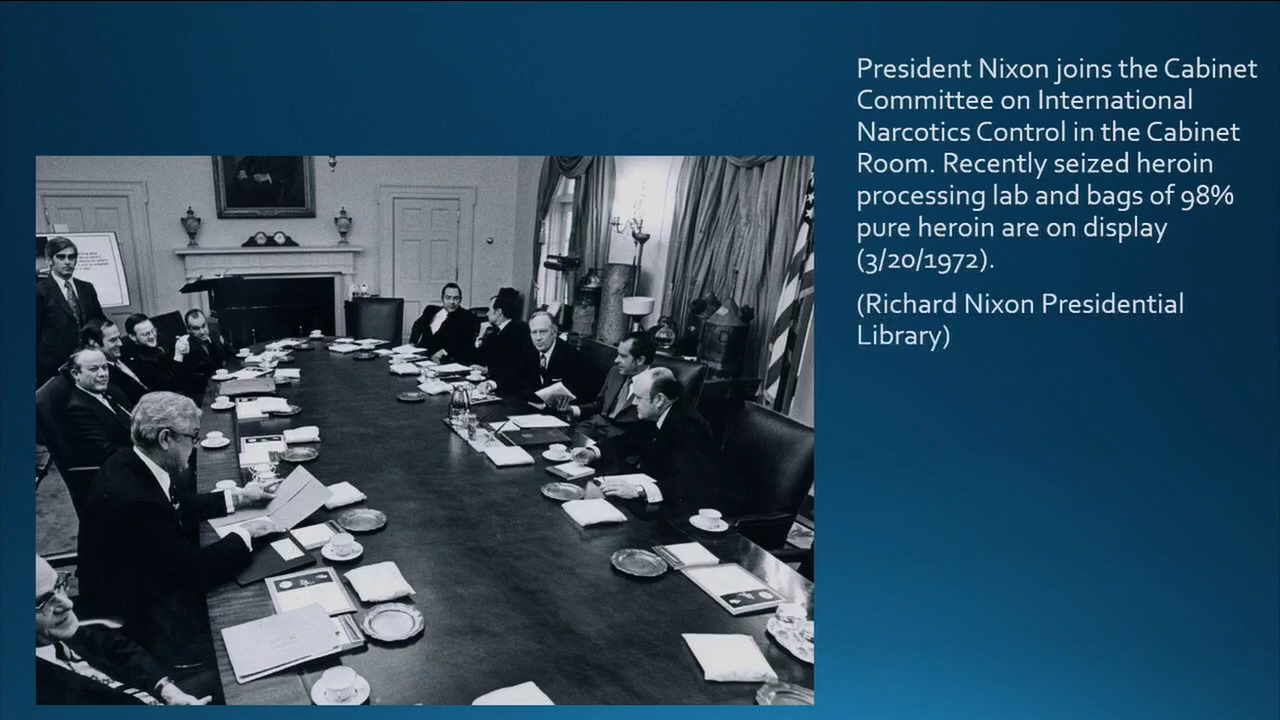 President Nixon joins the Cabinet
Committee on International
Narcotics Control in the Cabinet
Room. Recently seized heroin
processing lab and bags of 98%
pure heroin are on display
(3/20/1972).
(Richard Nixon Presidential
Library)